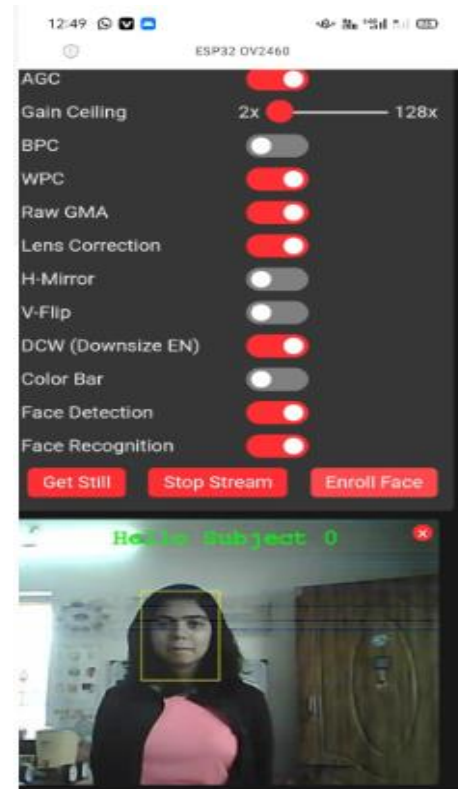 12:49
ESP32 OV2460
AGC
Gain Ceiling 2x 128x
BPC
WPC
Raw GMA
Lens Correction
H-Mirror
V-Flip
DCW (Downsize EN)
Color Bar
Face Detection
Face Recognition
Get Still Stop Stream Enroll Face
Hello Subject 0